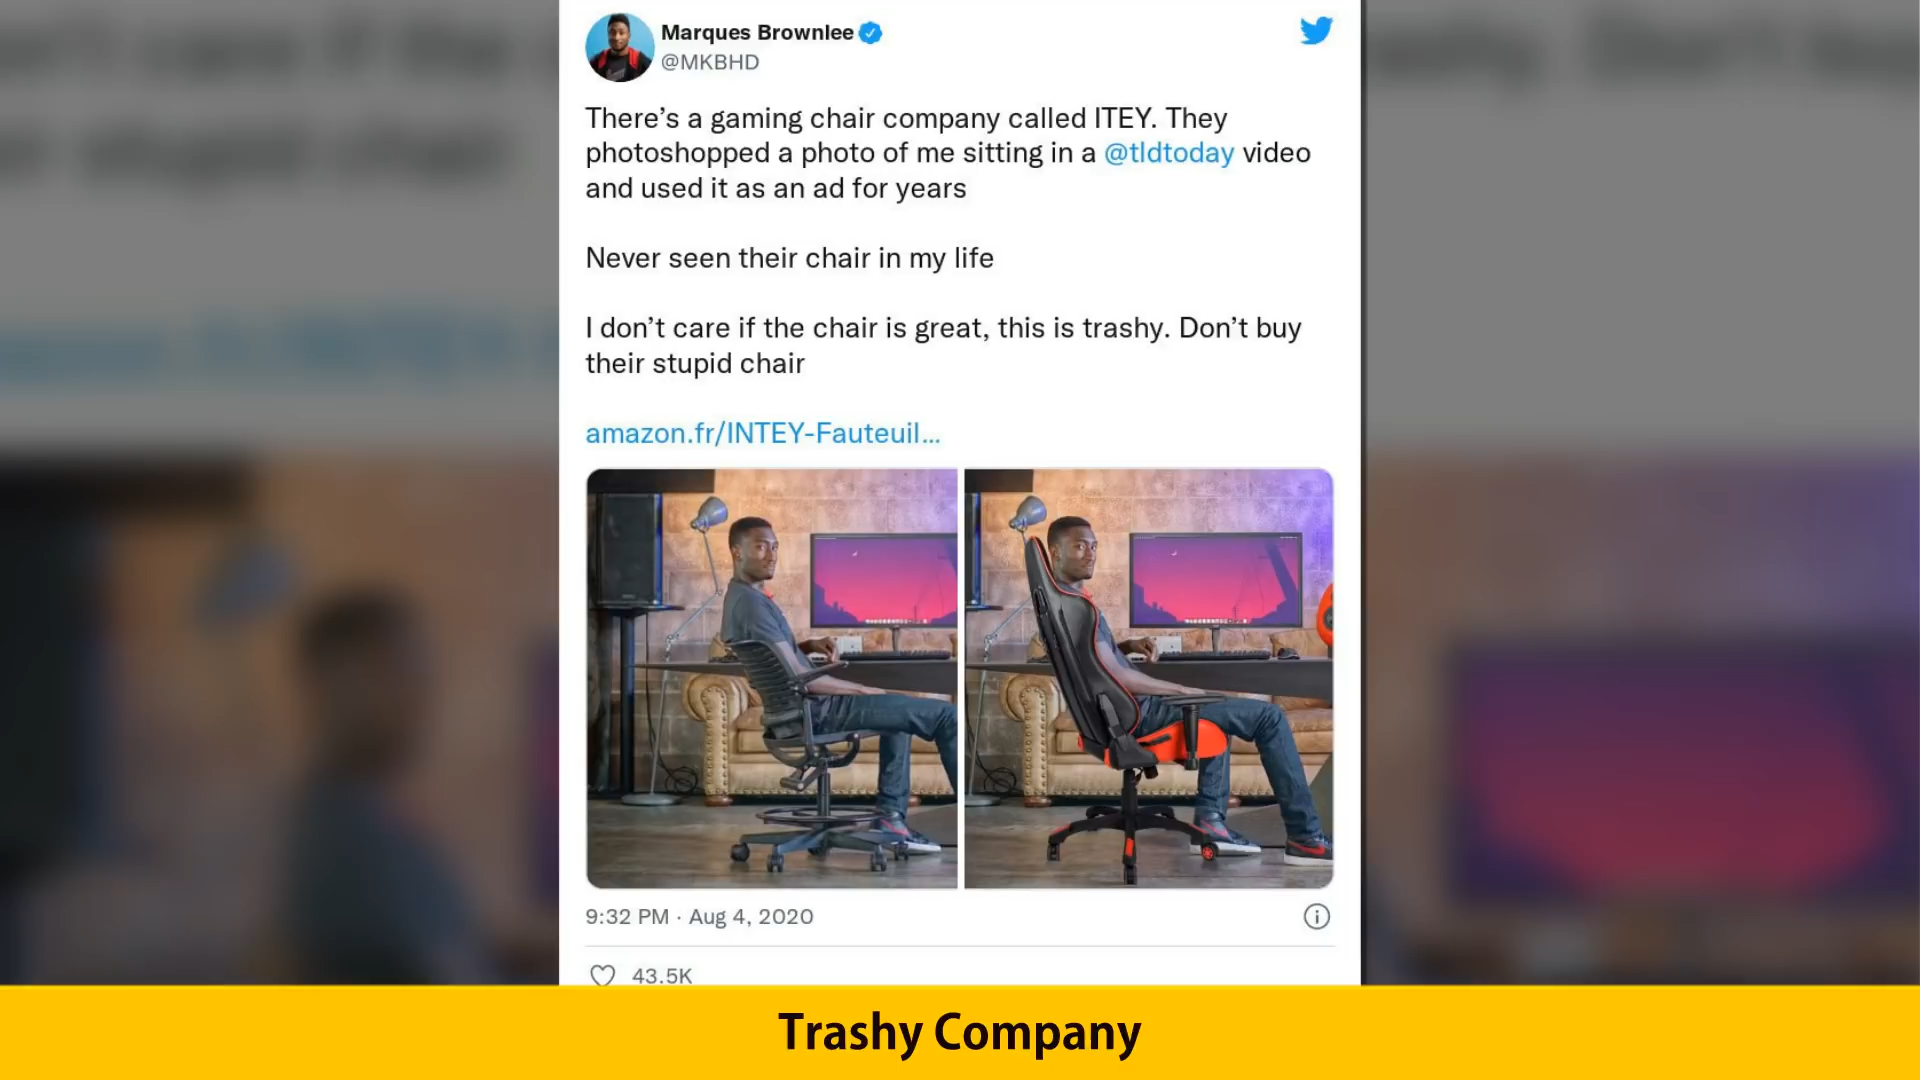 Marques Brownlee
@MKBHD
There’s a gaming chair company called ITEY. They
photoshopped a photo of me sitting in a @tldtoday video
and used it as an ad for years
Never seen their chair in my life
I don’t care if the chair is great, this is trashy. Don’t buy
their stupid chair
amazon.fr/INTEY-Fauteuil…
9:32 PM · Aug 4, 2020
43.5K
Trashy Company